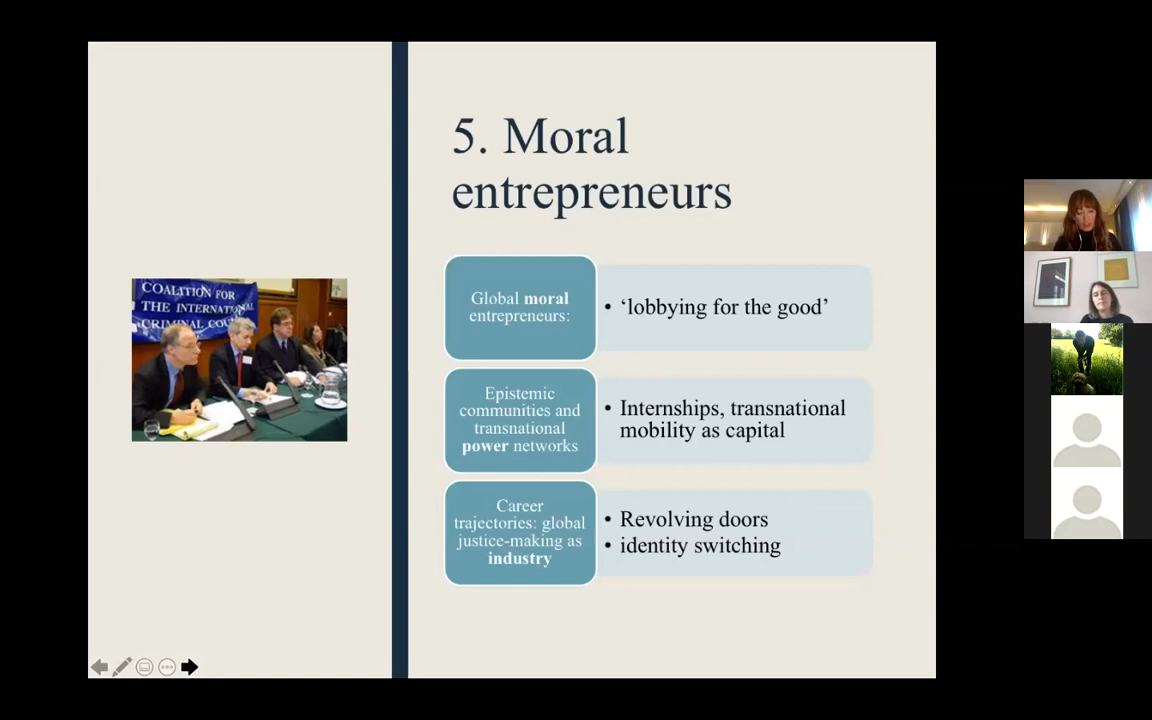 5. Moral
entrepreneurs
COALITION FOR
THE INTERNATIONAL
CRIMINAL COU
Global moral
entrepreneurs:
• ‘lobbying for the good’
Epistemic
communities and
transnational
power networks
• Internships, transnational
mobility as capital
Career
trajectories: global
justice-making as
industry
• Revolving doors
• identity switching